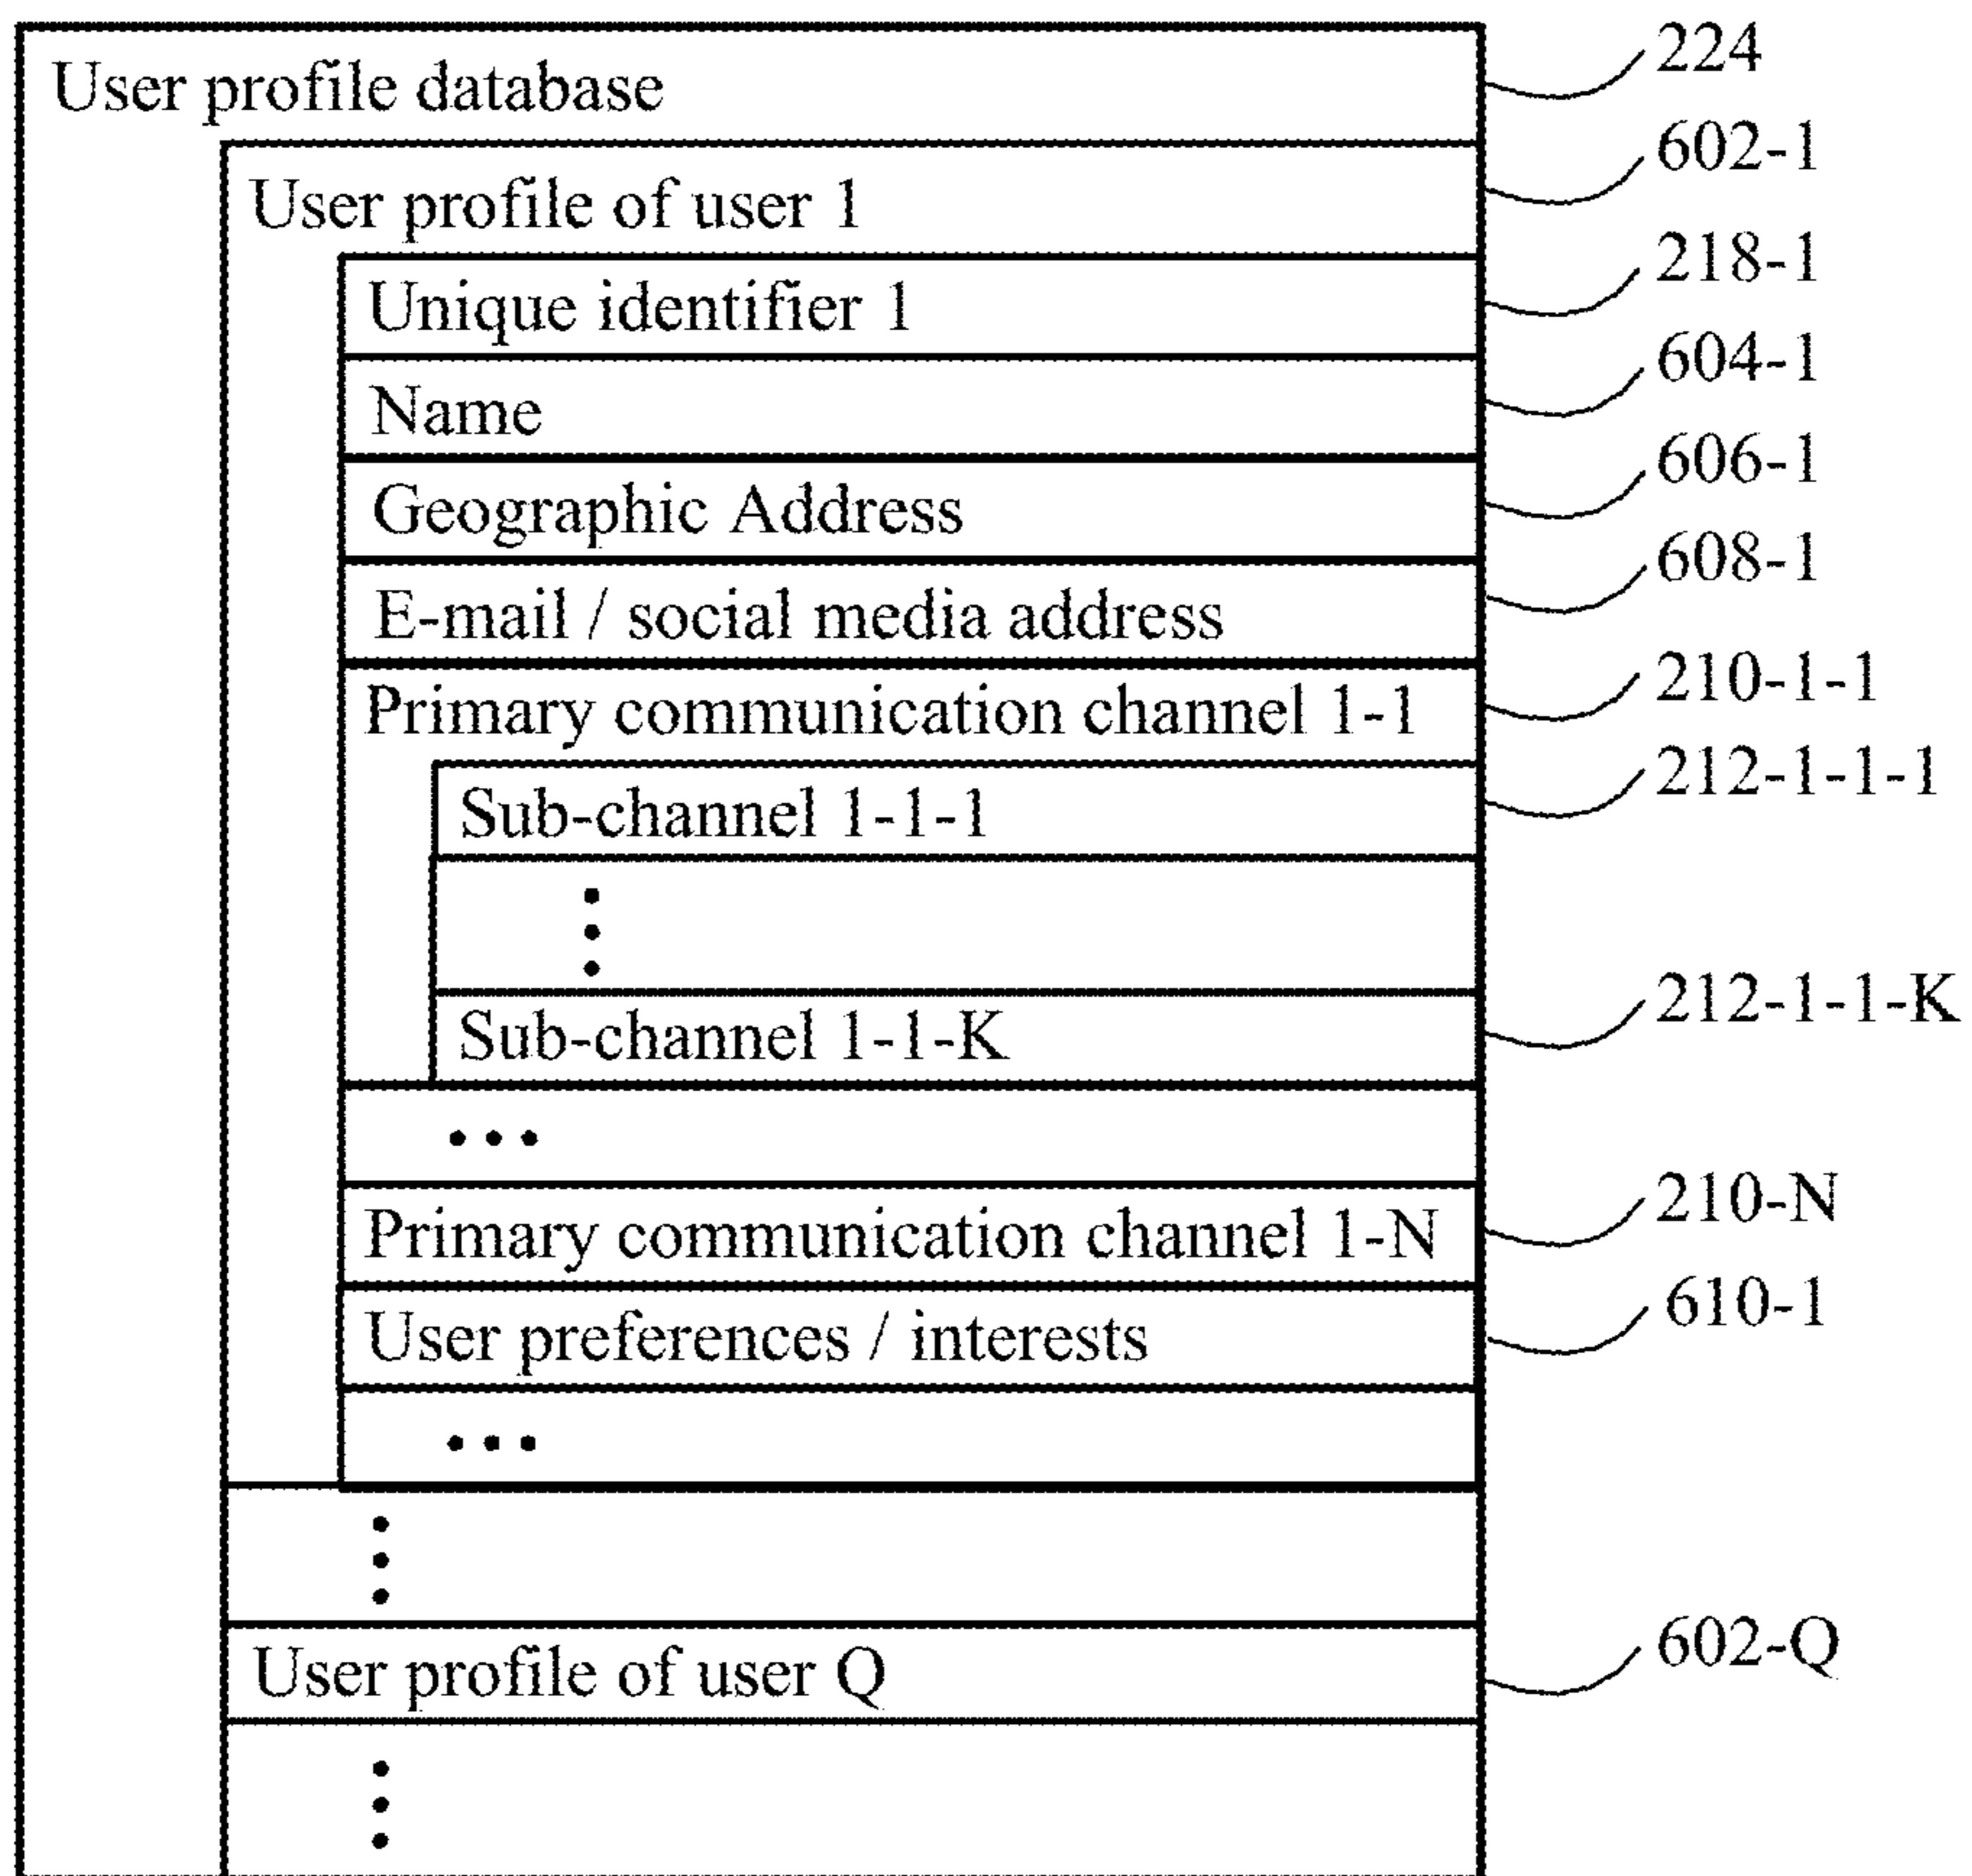 User profile database 224
User profile of user 1 602-1
Unique identifier 1 218-1
Name 604-1
Geographic Address 606-1
E-mail / social media address 608-1
Primary communication channel 1-1 210-1-1
Sub-channel 1-1-1 212-1-1-1
Sub-channel 1-1-K 212-1-1-K
...
Primary communication channel 1-N 210-N
User preferences / interests 610-1
...
User profile of user Q 602-Q